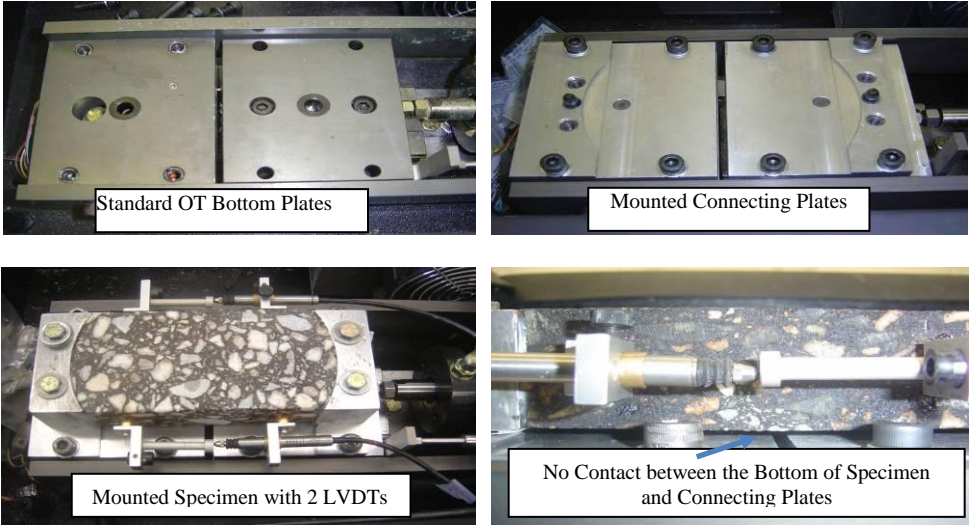 Standard OT Bottom Plates
Mounted Connecting Plates
Mounted Specimen with 2 LVDTs
No Contact between the Bottom of Specimen
and Connecting Plates